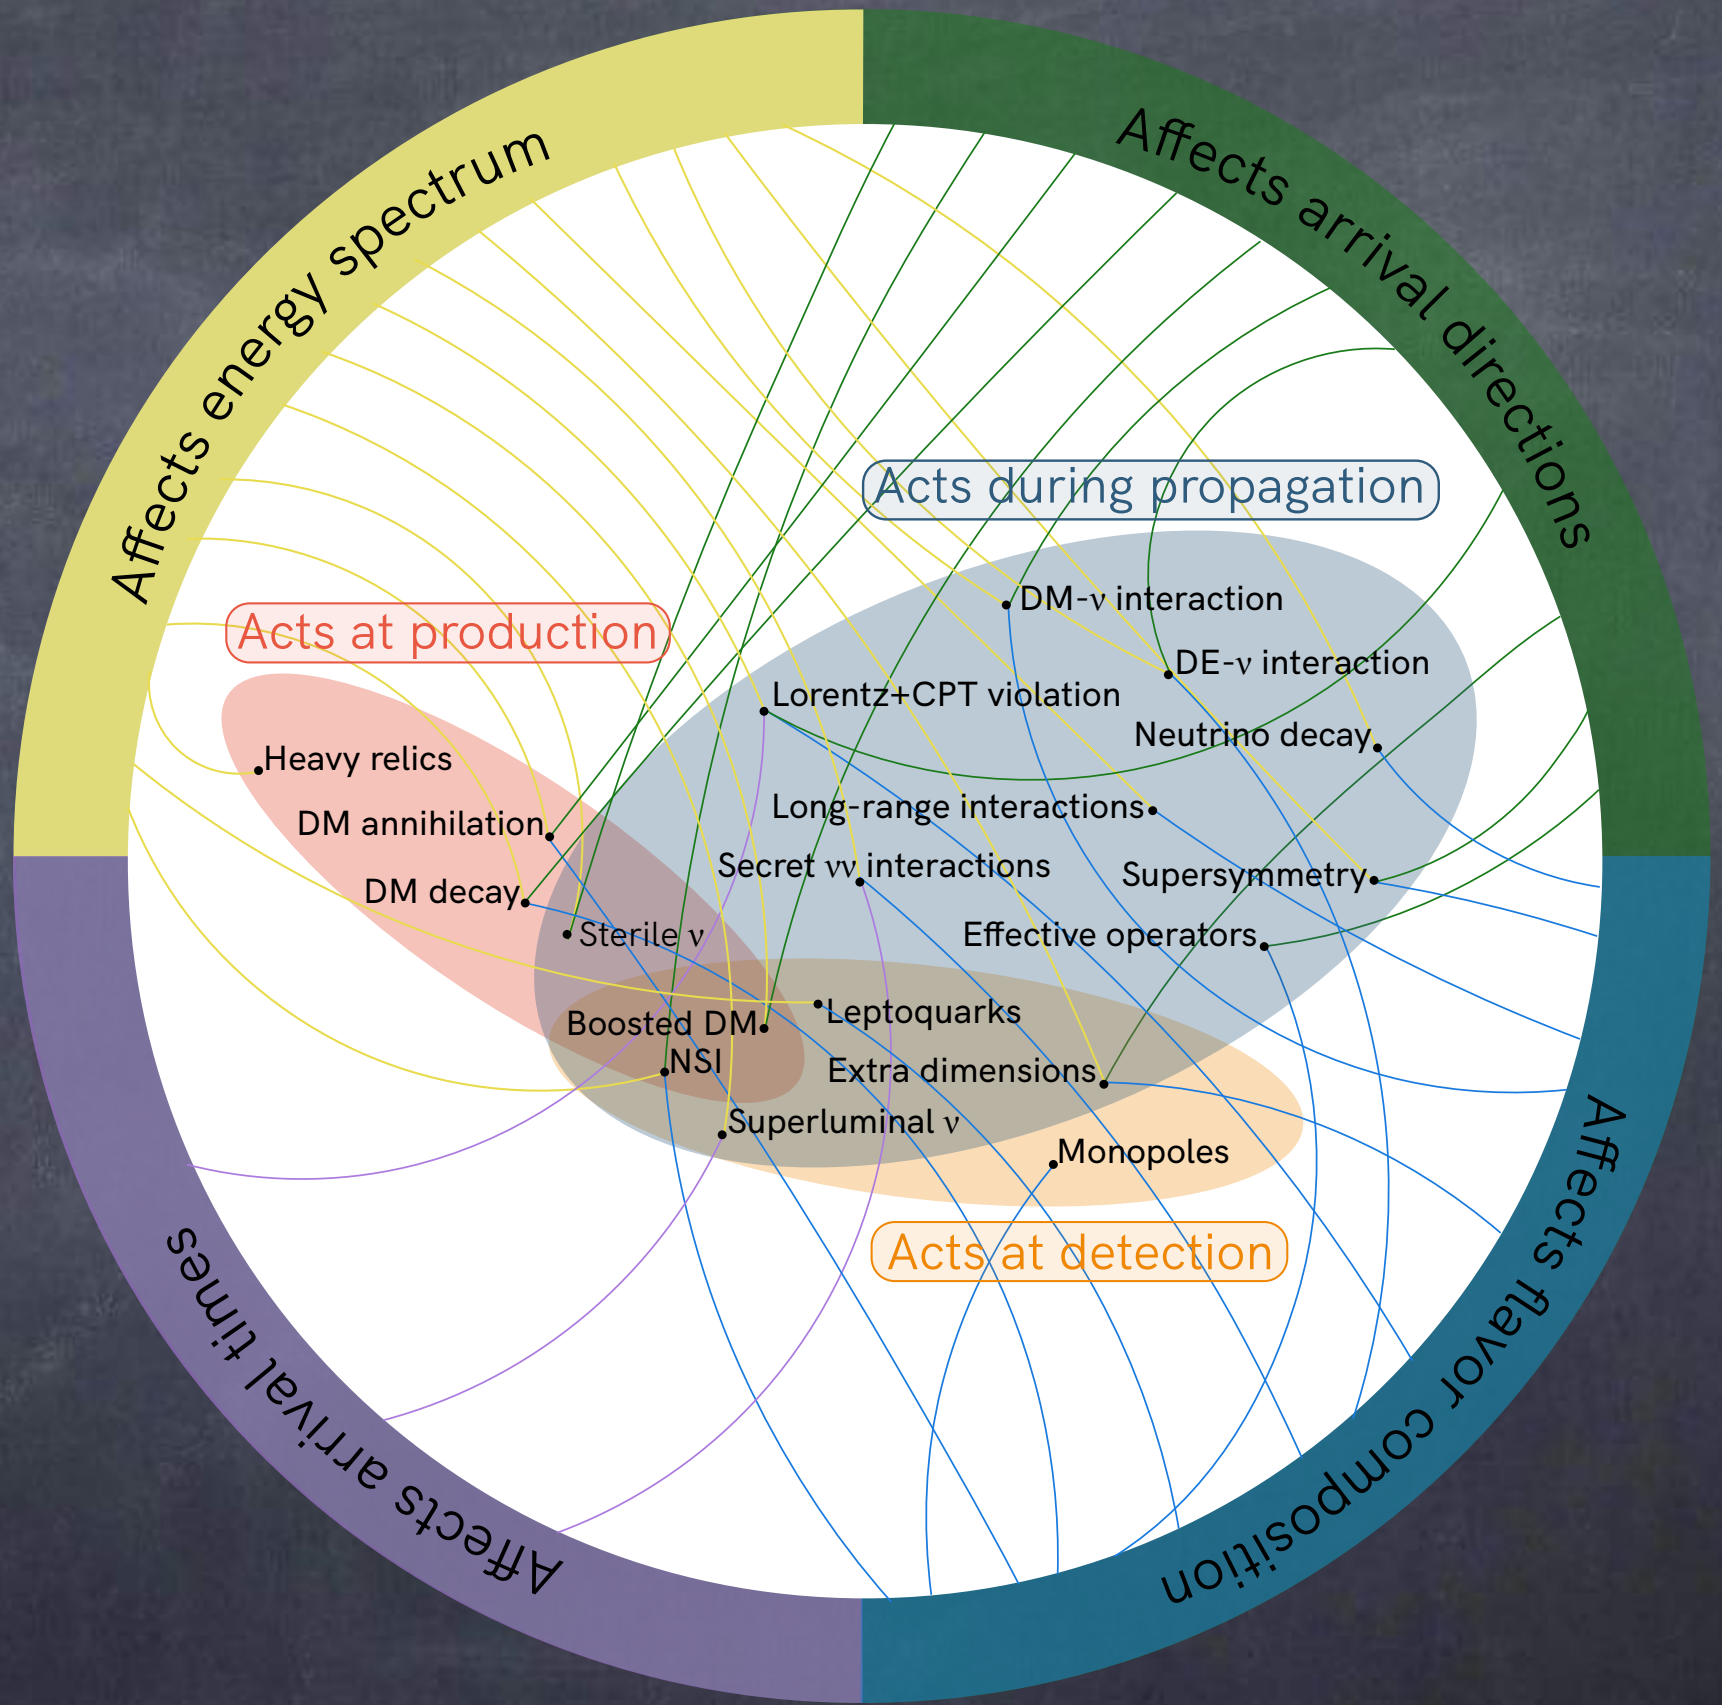 Affects energy spectrum
Affects arrival directions
Acts during propagation
DM-ν interaction
Acts at production
DE-ν interaction
Lorentz+CPT violation
Neutrino decay
Heavy relics
Long-range interactions
DM annihilation
Secret νν interactions
Supersymmetry
DM decay
Sterile ν
Effective operators
Leptoquarks
Boosted DM
NSI
Extra dimensions
Superluminal ν
Monopoles
Acts at detection
Affects arrival times
Affects flavor composition